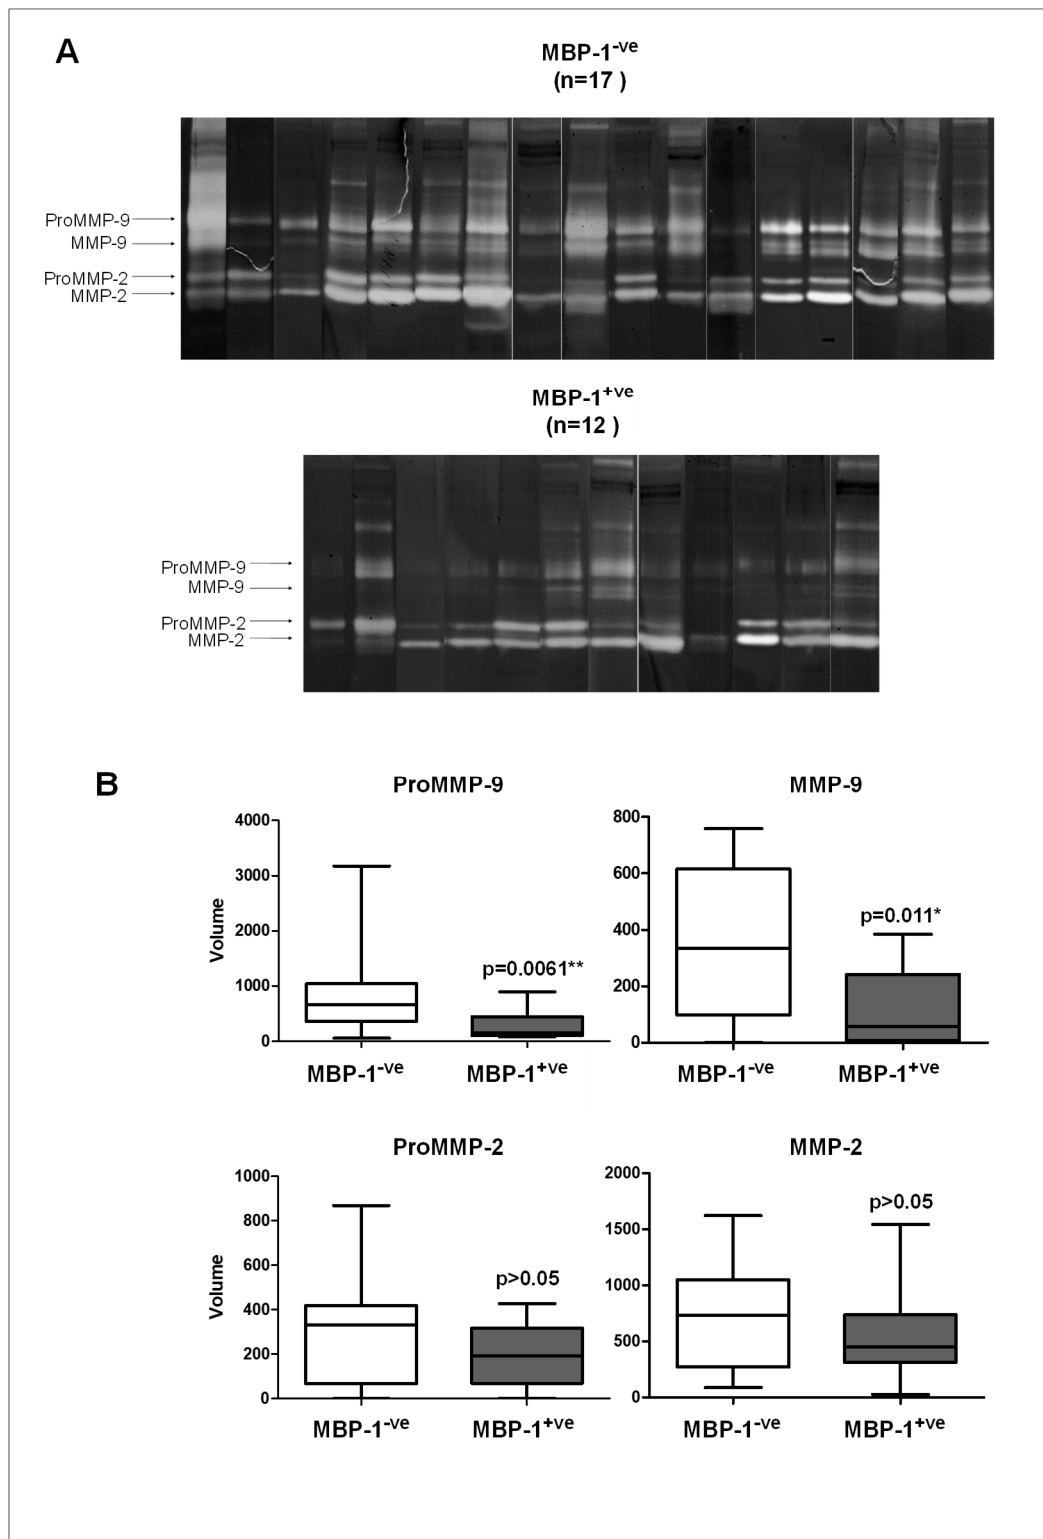 A
MBP-1-ve
(n=17 )
ProMMP-9
MMP-9
ProMMP-2
MMP-2
MBP-1+ve
(n=12 )
ProMMP-9
MMP-9
ProMMP-2
MMP-2
B
ProMMP-9
4000
3000
2000
1000
0
Volume
p=0.0061**
MBP-1-ve MBP-1+ve
MMP-9
800
600
400
200
0
p=0.011*
MBP-1-ve MBP-1+ve
ProMMP-2
1000
800
600
400
200
0
Volume
p>0.05
MBP-1-ve MBP-1+ve
MMP-2
2000
1500
1000
500
0
p>0.05
MBP-1-ve MBP-1+ve